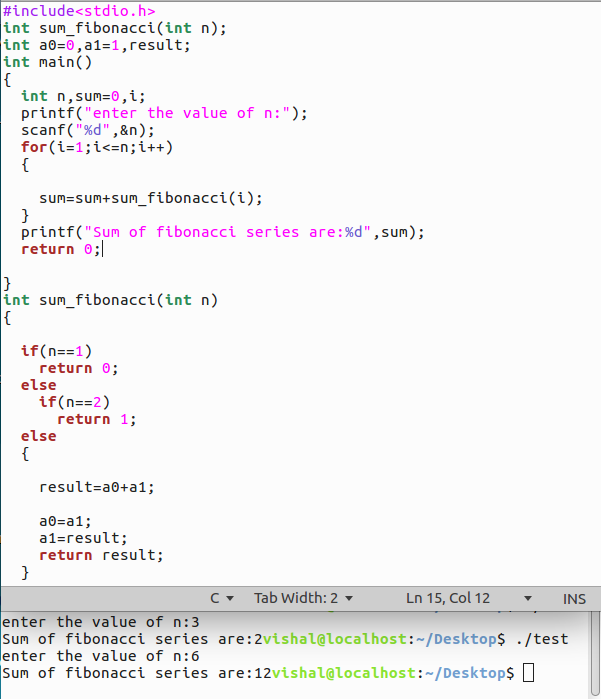 #include<stdio.h>
int sum_fibonacci(int n);
int a0=0,a1=1,result;
int main()
{
  int n,sum=0,i;
  printf("enter the value of n:");
  scanf("%d",&n);
  for(i=1;i<=n;i++)
  {
    sum=sum+sum_fibonacci(i);
  }
  printf("Sum of fibonacci series are:%d",sum);
  return 0;
}
int sum_fibonacci(int n)
{
  if(n==1)
    return 0;
  else
    if(n==2)
      return 1;
  else
  {
    result=a0+a1;
    a0=a1;
    a1=result;
    return result;
  }
C Tab Width: 2 Ln 15, Col 12 INS
enter the value of n:3
Sum of fibonacci series are:2vishal@localhost:~/Desktop$ ./test
enter the value of n:6
Sum of fibonacci series are:12vishal@localhost:~/Desktop$